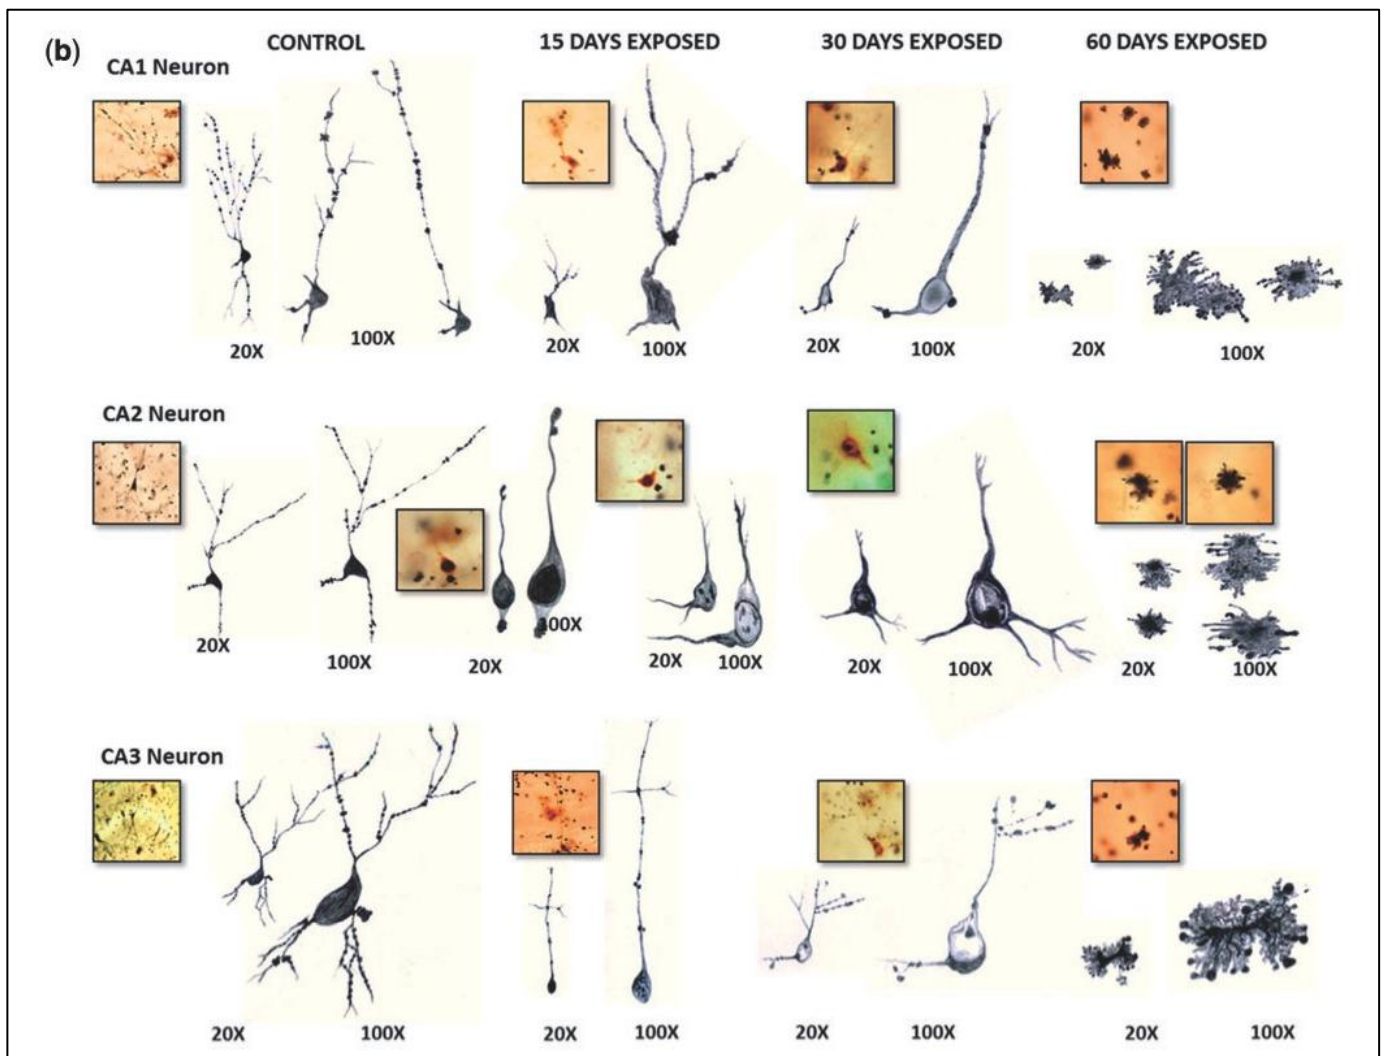 (b)
CONTROL 15 DAYS EXPOSED 30 DAYS EXPOSED 60 DAYS EXPOSED
CA1 Neuron
20X 100X 20X 100X 20X 100X 20X 100X
CA2 Neuron
20X 100X 20X 100X 20X 100X 20X 100X 20X 100X
CA3 Neuron
20X 100X 20X 100X 20X 100X 20X 100X